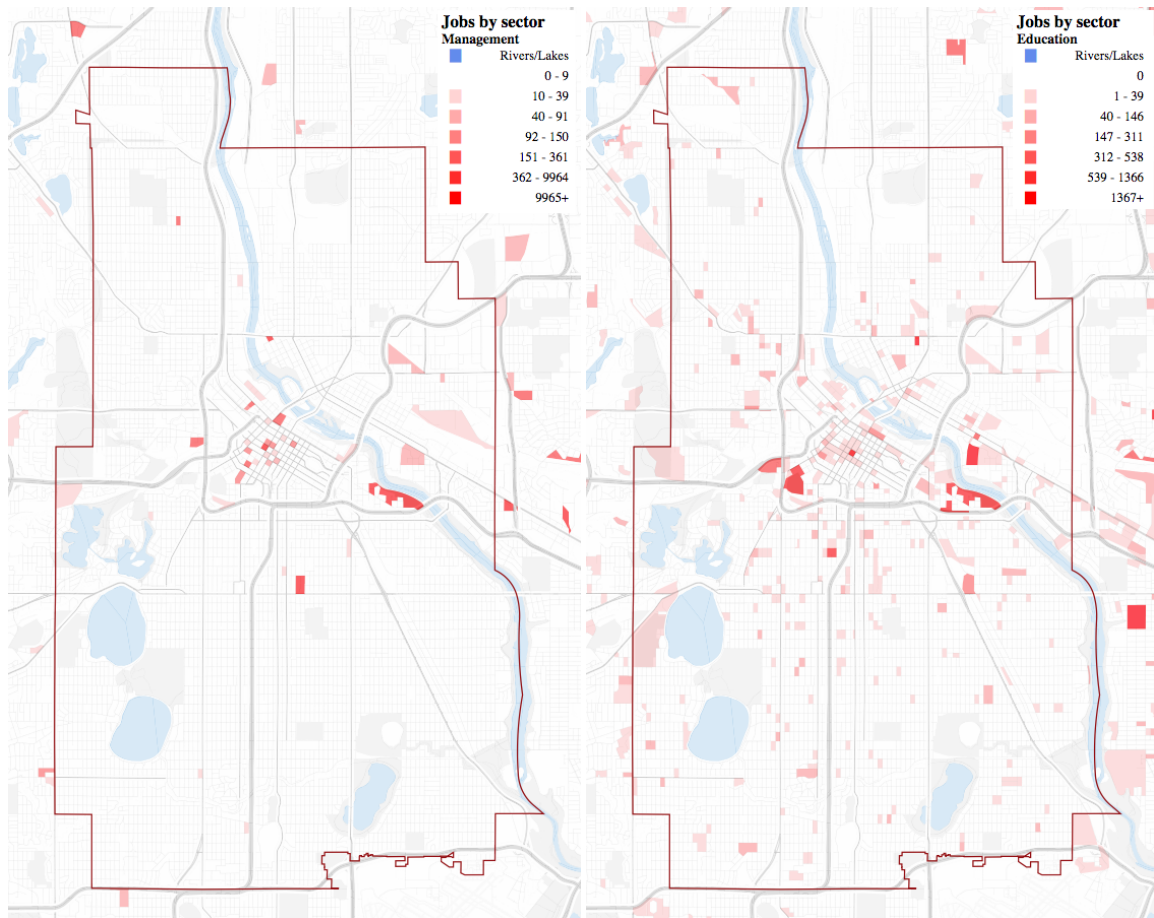 Jobs by sector
Management
Rivers/Lakes
0 - 9
10 - 39
40 - 91
92 - 150
151 - 361
362 - 9964
9965+
Jobs by sector
Education
Rivers/Lakes
0
1 - 39
40 - 146
147 - 311
312 - 538
539 - 1366
1367+